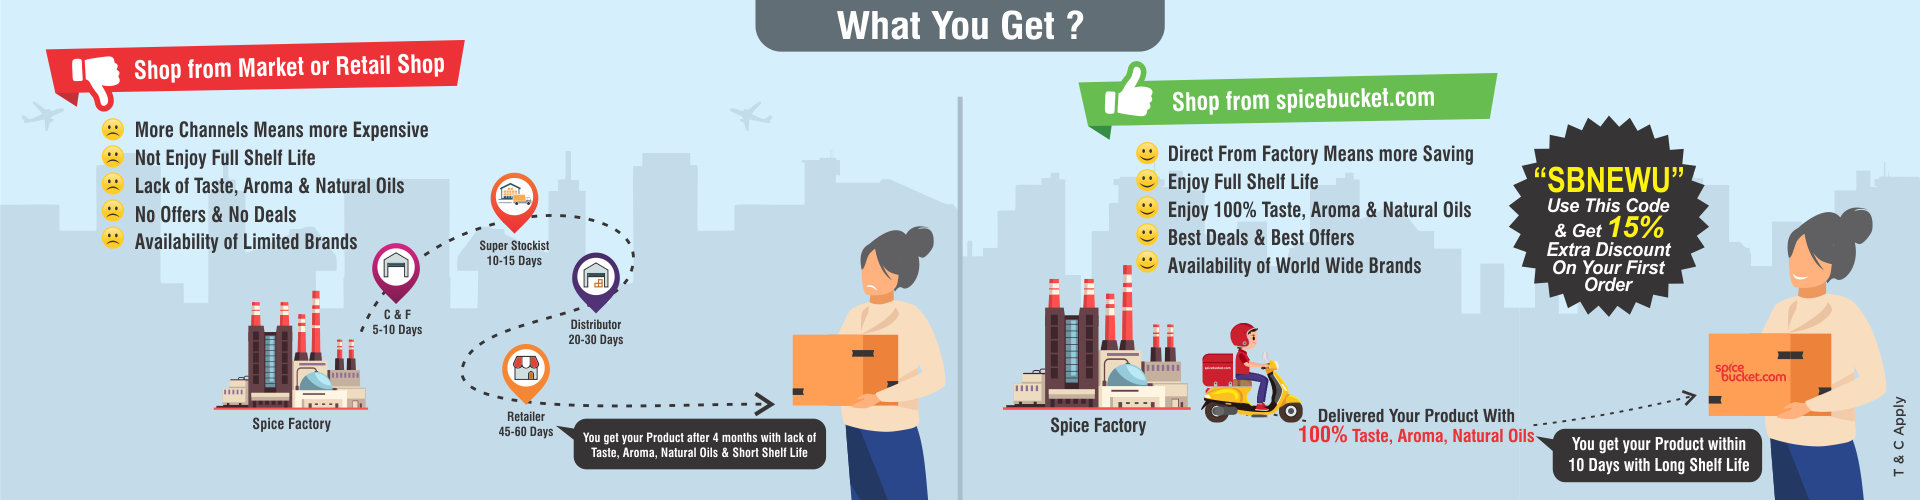 What You Get ?
Shop from Market or Retail Shop
More Channels Means more Expensive
Not Enjoy Full Shelf Life
Lack of Taste, Aroma & Natural Oils
No Offers & No Deals
Availability of Limited Brands
Spice Factory
C & F
5-10 Days
Super Stockist
10-15 Days
Distributor
20-30 Days
Retailer
45-60 Days
You get your Product after 4 months with lack of
Taste, Aroma, Natural Oils & Short Shelf Life
Shop from spicebucket.com
Direct From Factory Means more Saving
Enjoy Full Shelf Life
Enjoy 100% Taste, Aroma & Natural Oils
Best Deals & Best Offers
Availability of World Wide Brands
“SBNEWU”
Use This Code
& Get 15%
Extra Discount
On Your First
Order
Spice Factory
spicebucket.com
Delivered Your Product With
100% Taste, Aroma, Natural Oils
You get your Product within
10 Days with Long Shelf Life
spice
bucket.com
T & C Apply